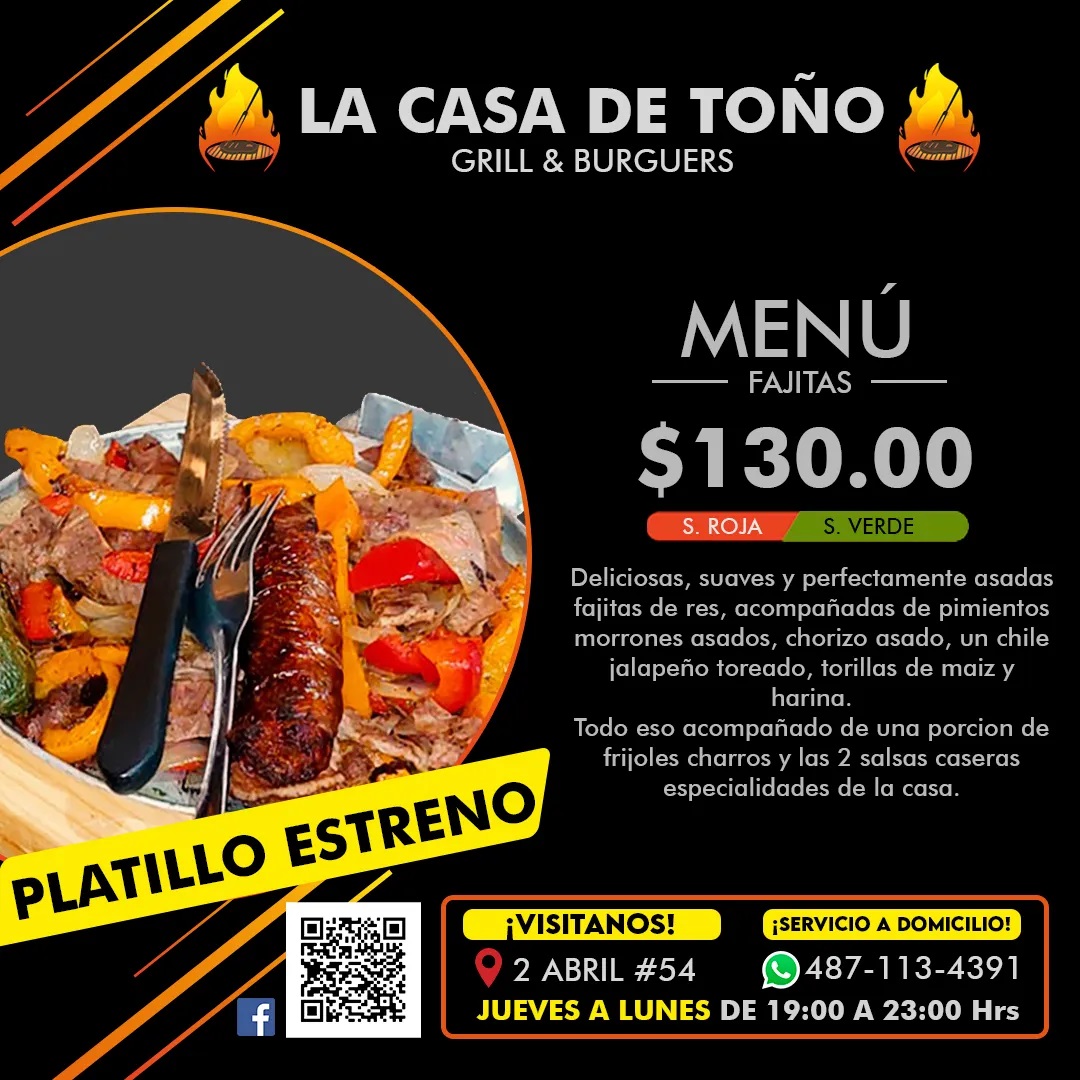 LA CASA DE TOÑO
GRILL & BURGUERS
MENÚ
FAJITAS
$130.00
S. ROJA S. VERDE
Deliciosas, suaves y perfectamente asadas
fajitas de res, acompañadas de pimientos
morrones asados, chorizo asado, un chile
jalapeño toreado, torillas de maiz y
harina.
Todo eso acompañado de una porcion de
frijoles charros y las 2 salsas caseras
especialidades de la casa.
PLATILLO ESTRENO
¡VISITANOS!
2 ABRIL #54
¡SERVICIO A DOMICILIO!
487-113-4391
JUEVES A LUNES DE 19:00 A 23:00 Hrs